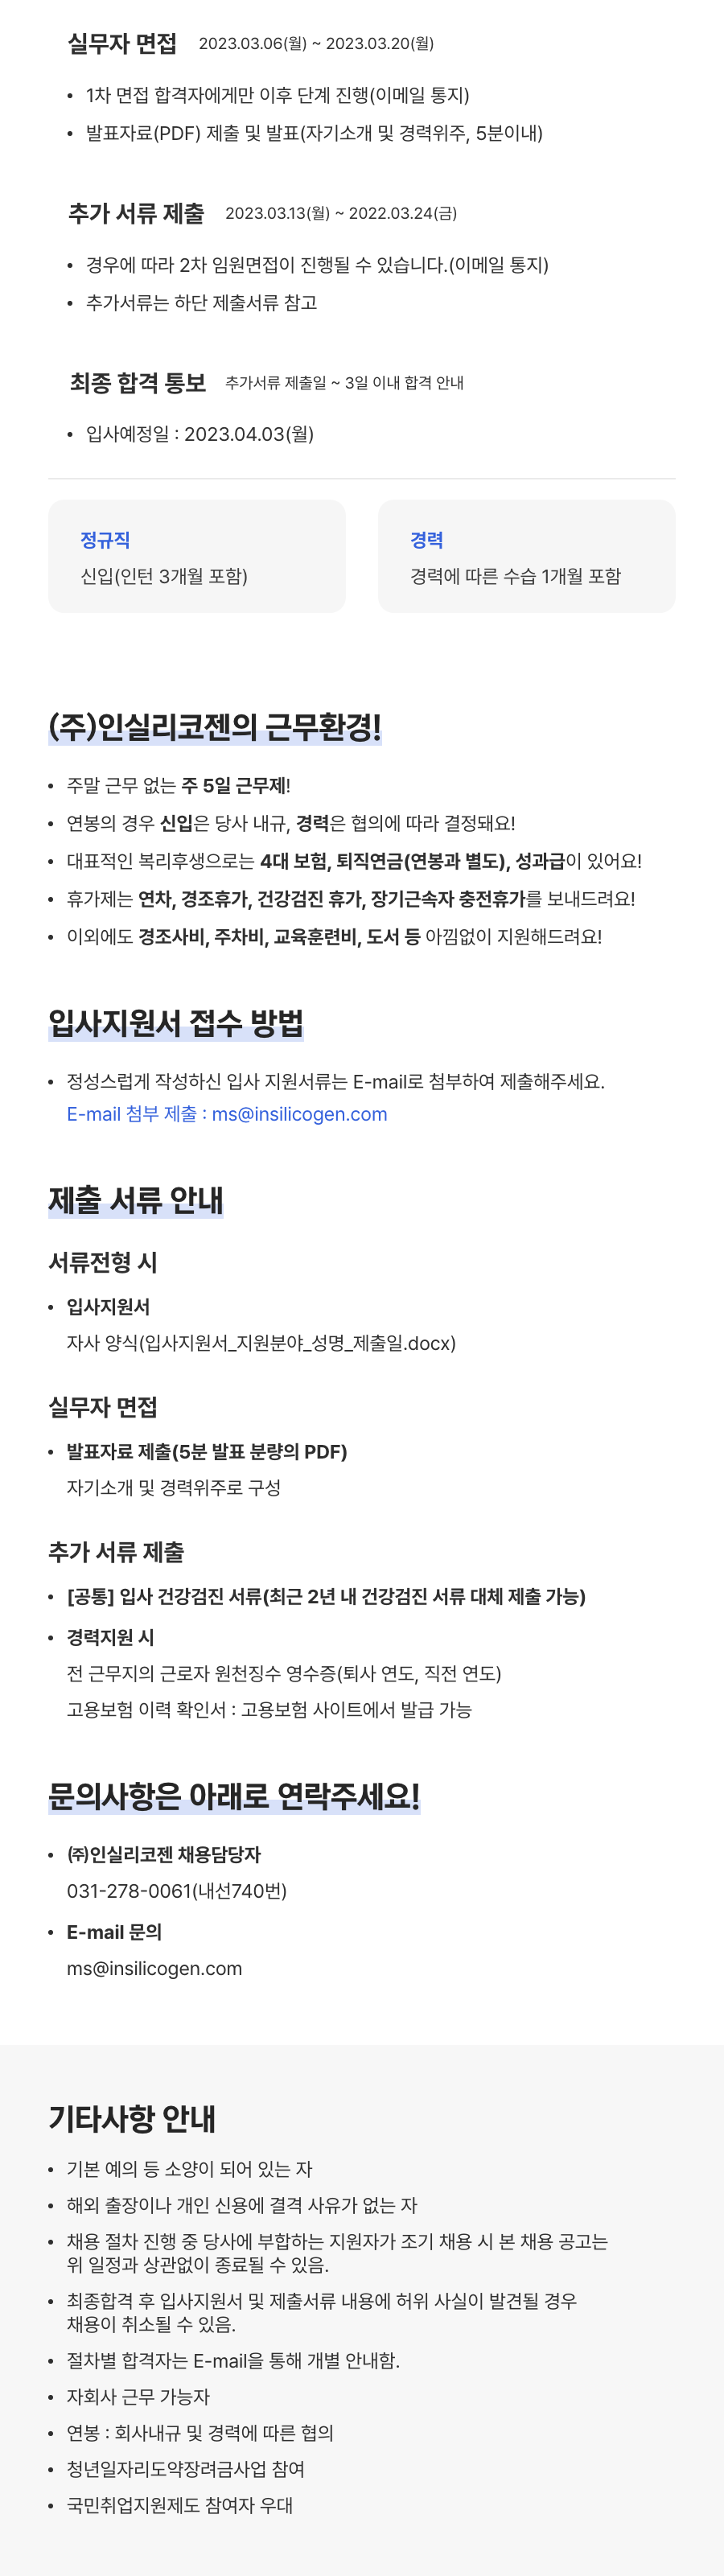 실무자 면접 2023.03.06(월) ~ 2023.03.20(월)
• 1차 면접 합격자에게만 이후 단계 진행(이메일 통지)
• 발표자료(PDF) 제출 및 발표(자기소개 및 경력위주, 5분이내)
추가 서류 제출 2023.03.13(월) ~ 2022.03.24(금)
• 경우에 따라 2차 임원면접이 진행될 수 있습니다.(이메일 통지)
• 추가서류는 하단 제출서류 참고
최종 합격 통보 추가서류 제출일 ~ 3일 이내 합격 안내
• 입사예정일 : 2023.04.03(월)
정규직
신입(인턴 3개월 포함)
경력
경력에 따른 수습 1개월 포함
(주)인실리코젠의 근무환경!
• 주말 근무 없는 주 5일 근무제!
• 연봉의 경우 신입은 당사 내규, 경력은 협의에 따라 결정돼요!
• 대표적인 복리후생으로는 4대 보험, 퇴직연금(연봉과 별도), 성과급이 있어요!
• 휴가제는 연차, 경조휴가, 건강검진 휴가, 장기근속자 충전휴가를 보내드려요!
• 이외에도 경조사비, 주차비, 교육훈련비, 도서 등 아낌없이 지원해드려요!
입사지원서 접수 방법
• 정성스럽게 작성하신 입사 지원서류는 E-mail로 첨부하여 제출해주세요.
E-mail 첨부 제출 : ms@insilicogen.com
제출 서류 안내
서류전형 시
• 입사지원서
자사 양식(입사지원서_지원분야_성명_제출일.docx)
실무자 면접
• 발표자료 제출(5분 발표 분량의 PDF)
자기소개 및 경력위주로 구성
추가 서류 제출
• [공통] 입사 건강검진 서류(최근 2년 내 건강검진 서류 대체 제출 가능)
• 경력지원 시
전 근무지의 근로자 원천징수 영수증(퇴사 연도, 직전 연도)
고용보험 이력 확인서 : 고용보험 사이트에서 발급 가능
문의사항은 아래로 연락주세요!
• ㈜인실리코젠 채용담당자
031-278-0061(내선740번)
• E-mail 문의
ms@insilicogen.com
기타사항 안내
• 기본 예의 등 소양이 되어 있는 자
• 해외 출장이나 개인 신용에 결격 사유가 없는 자
• 채용 절차 진행 중 당사에 부합하는 지원자가 조기 채용 시 본 채용 공고는
위 일정과 상관없이 종료될 수 있음.
• 최종합격 후 입사지원서 및 제출서류 내용에 허위 사실이 발견될 경우
채용이 취소될 수 있음.
• 절차별 합격자는 E-mail을 통해 개별 안내함.
• 자회사 근무 가능자
• 연봉 : 회사내규 및 경력에 따른 협의
• 청년일자리도약장려금사업 참여
• 국민취업지원제도 참여자 우대